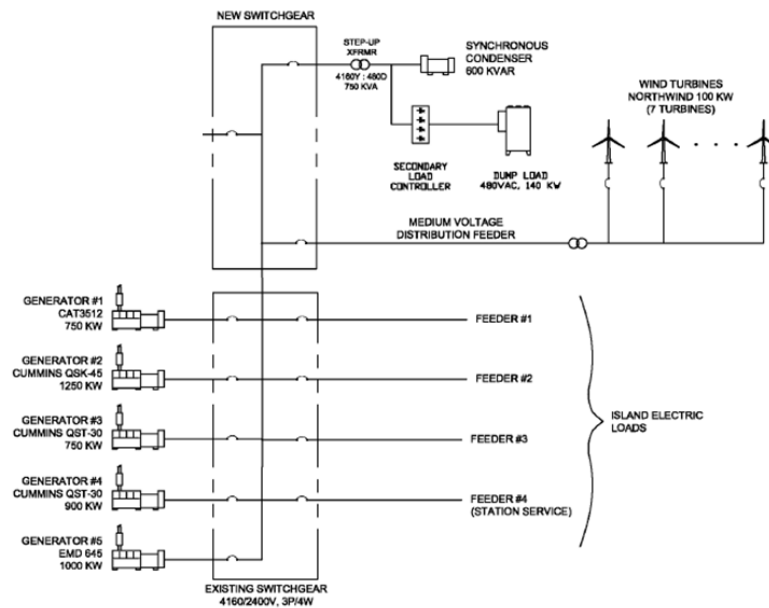 NEW SWITCHGEAR
STEP-UP
XFRMR
4160Y : 480D
750 KVA
SYNCHRONOUS
CONDENSER
600 KVAR
WIND TURBINES
NORTHWIND 100 KW
(7 TURBINES)
SECONDARY
LOAD
CONTROLLER
DUMP LOAD
480VAC, 140 KW
MEDIUM VOLTAGE
DISTRIBUTION FEEDER
GENERATOR #1
CAT3512
750 KW
FEEDER #1
GENERATOR #2
CUMMINS QSK-45
1250 KW
FEEDER #2
GENERATOR #3
CUMMINS QST-30
750 KW
FEEDER #3
ISLAND ELECTRIC
LOADS
GENERATOR #4
CUMMINS QST-30
900 KW
FEEDER #4
(STATION SERVICE)
GENERATOR #5
EMD 645
1000 KW
EXISTING SWITCHGEAR
4160/2400V, 3P/4W